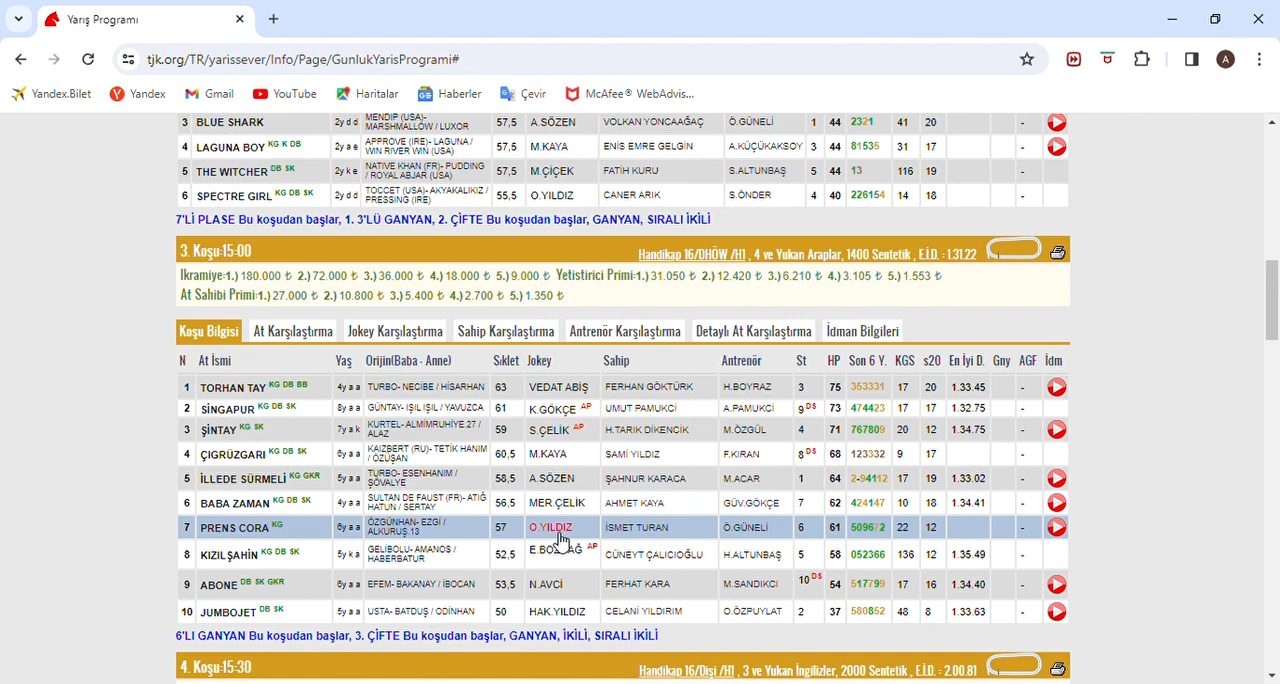 Yarış Programı
tjk.org/TR/yarissever/Info/Page/GunlukYarisProgrami#
A
Yandex.Bilet Yandex Gmail YouTube Haritalar Haberler Çevir McAfee® WebAdvis...
3 BLUE SHARK 2y d d MENDIP (USA)- MARSHMALLOW / LUXOR 57,5 A.SÖZEN VOLKAN YONCAAĞAÇ Ö.GÜNELİ 1 44 2321 41 20 -
4 LAGUNA BOY KG K DB 2y a e APPROVE (IRE)- LAGUNA / WIN RIVER WIN (USA) 57,5 M.KAYA ENİS EMRE GELGİN A.KÜÇÜKAKSOY 3 44 81535 31 17 -
5 THE WITCHER DB SK 2y k e NATIVE KHAN (FR)- PUDDING / ROYAL ABJAR (USA) 57,5 M.ÇİÇEK FATİH KURU S.ALTUNBAŞ 5 44 13 116 19 -
6 SPECTRE GIRL KG DB SK 2y d d TOCCET (USA)- AKYAKALIKIZ / PRESSING (IRE) 55,5 O.YILDIZ CANER ARIK S.ÖNDER 4 40 226154 14 18 -
7'Lİ PLASE Bu koşudan başlar, 1. 3'LÜ GANYAN, 2. ÇİFTE Bu koşudan başlar, GANYAN, SIRALI İKİLİ
3. Koşu:15:00 Handikap 16/DHÖW /H1 , 4 ve Yukarı Araplar, 1400 Sentetik , E.İ.D. : 1.31.22
Ikramiye:1.) 180.000 ₺ 2.) 72.000 ₺ 3.) 36.000 ₺ 4.) 18.000 ₺ 5.) 9.000 ₺ Yetistirici Primi:1.) 31.050 ₺ 2.) 12.420 ₺ 3.) 6.210 ₺ 4.) 3.105 ₺ 5.) 1.553 ₺
At Sahibi Primi:1.) 27.000 ₺ 2.) 10.800 ₺ 3.) 5.400 ₺ 4.) 2.700 ₺ 5.) 1.350 ₺
Koşu Bilgisi At Karşılaştırma Jokey Karşılaştırma Sahip Karşılaştırma Antrenör Karşılaştırma Detaylı At Karşılaştırma İdman Bilgileri
N At İsmi Yaş Orijin(Baba - Anne) Sıklet Jokey Sahip Antrenör St HP Son 6 Y. KGS s20 En İyi D. Gny AGF İdm
1 TORHAN TAY KG DB BB 4y a a TURBO- NECİBE / HİSARHAN 63 VEDAT ABİŞ FERHAN GÖKTÜRK H.BOYRAZ 3 75 353331 17 20 1.33.45 -
2 SİNGAPUR KG DB SK 8y a a GÜNTAY- IŞIL IŞIL / YAVUZCA 61 K.GÖKÇE AP UMUT PAMUKCİ A.PAMUKCİ 9 DS 73 474423 17 17 1.32.75 -
3 ŞİNTAY KG SK 7y a k KURTEL- ALMİMRUHİYE.27 / ALAZ 59 S.ÇELİK AP H.TARIK DİKENCİK M.ÖZGÜL 4 71 767809 20 12 1.34.75 -
4 ÇIGRÜZGARI KG DB SK 6y a a KAIZBERT (RU)- TETİK HANIM / ÖZÜŞAN 60,5 M.KAYA SAMİ YILDIZ F.KIRAN 8 DS 68 123332 9 17 -
5 İLLEDE SÜRMELİ KG GKR 6y a a TURBO- ESENHANIM / ŞÖVALYE 58,5 A.SÖZEN ŞAHNUR KARACA M.ACAR 1 64 2-94112 17 19 1.33.02 -
6 BABA ZAMAN KG DB SK 4y a a SULTAN DE FAUST (FR)- ATIĞ HATUN / SERTAY 56,5 MER.ÇELİK AHMET KAYA GÜV.GÖKÇE 7 62 424147 10 18 1.34.41 -
7 PRENS CORA KG 6y a a ÖZGÜNHAN- EZGİ / ALKURUŞ.13 57 O.YILDIZ İSMET TURAN Ö.GÜNELİ 6 61 509672 22 12 -
8 KIZILŞAHİN KG DB SK 5y k a GELİBOLU- AMANOS / HABERBATUR 52,5 AP CÜNEYT ÇALICIOĞLU H.ALTUNBAŞ 5 58 052366 136 12 1.35.49 -
9 ABONE DB SK GKR 6y a a EFEM- BAKANAY / İBOCAN 53,5 N.AVCİ FERHAT KARA M.SANDIKCI 10 DS 54 517799 17 16 1.34.40 -
10 JUMBOJET DB SK 5y a a USTA- BATDUŞ / ODİNHAN 50 HAK.YILDIZ CELANİ YILDIRIM O.ÖZPUYLAT 2 37 580852 48 8 1.33.63 -
6'LI GANYAN Bu koşudan başlar, 3. ÇİFTE Bu koşudan başlar, GANYAN, İKİLİ, SIRALI İKİLİ
4. Koşu:15:30 Handikap 16/Dişi /H1 , 3 ve Yukarı İngilizler, 2000 Sentetik , E.İ.D. : 2.00.81